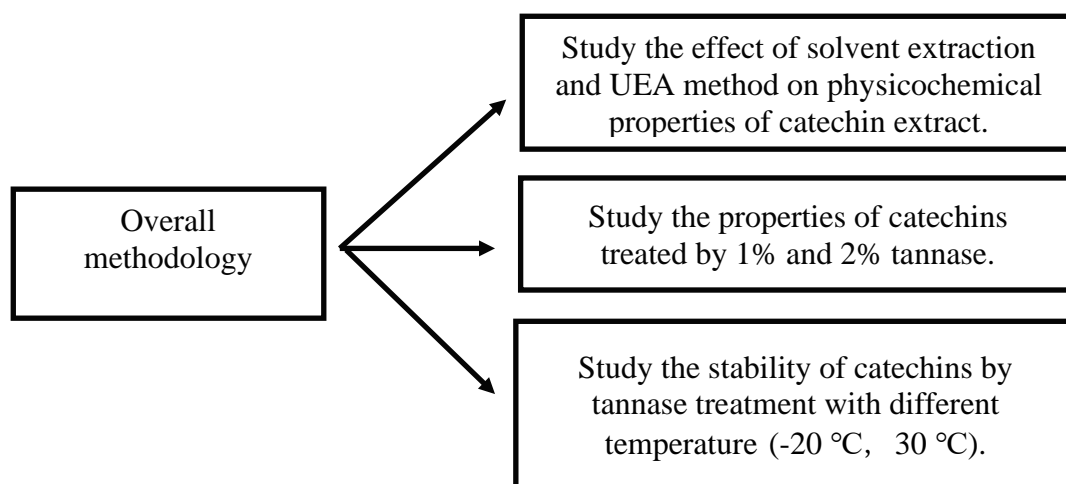 Study the effect of solvent extraction
and UEA method on physicochemical
properties of catechin extract.
Overall
methodology
Study the properties of catechins
treated by 1% and 2% tannase.
Study the stability of catechins by
tannase treatment with different
temperature (-20 ℃, 30 ℃).